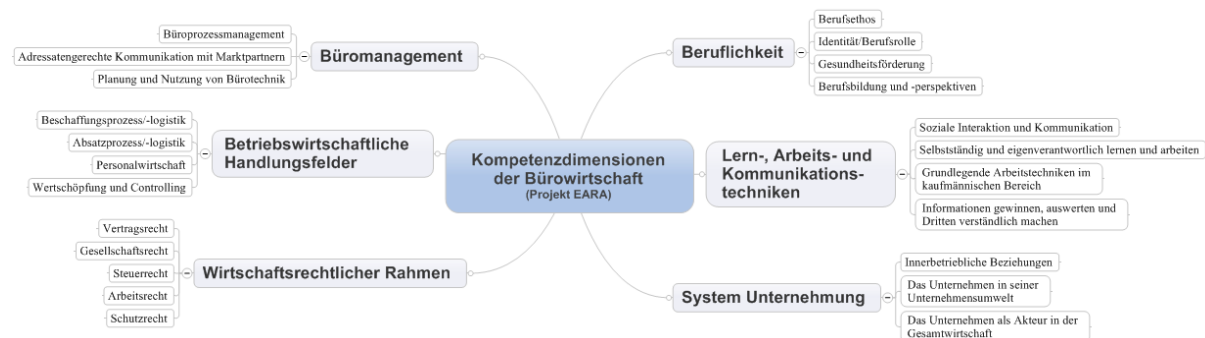 Büroprozessmanagement
Adressatengerechte Kommunikation mit Marktpartnern
Planung und Nutzung von Bürotechnik
Büromanagement
Beschaffungsprozess/-logistik
Absatzprozess/-logistik
Personalwirtschaft
Wertschöpfung und Controlling
Betriebswirtschaftliche
Handlungsfelder
Vertragsrecht
Gesellschaftsrecht
Steuerrecht
Arbeitsrecht
Schutzrecht
Wirtschaftsrechtlicher Rahmen
Kompetenzdimensionen
der Bürowirtschaft
(Projekt EARA)
Beruflichkeit
Berufsethos
Identität/Berufsrolle
Gesundheitsförderung
Berufsbildung und -perspektiven
Lern-, Arbeits- und
Kommunikations-
techniken
Soziale Interaktion und Kommunikation
Selbstständig und eigenverantwortlich lernen und arbeiten
Grundlegende Arbeitstechniken im
kaufmännischen Bereich
Informationen gewinnen, auswerten und
Dritten verständlich machen
System Unternehmung
Innerbetriebliche Beziehungen
Das Unternehmen in seiner
Unternehmensumwelt
Das Unternehmen als Akteur in der
Gesamtwirtschaft